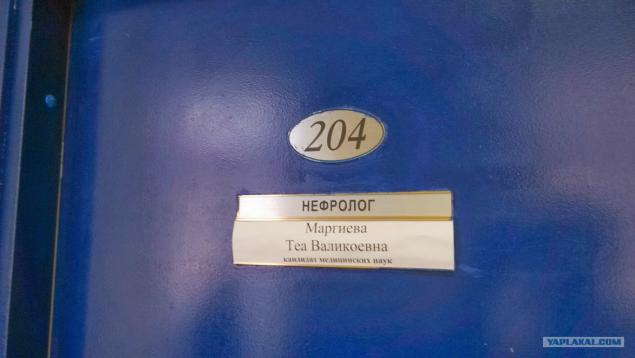 204
НЕФРОЛОГ
Маргиева
Теа Валикоевна
кандидат медицинских наук
YAPLAKAL.COM